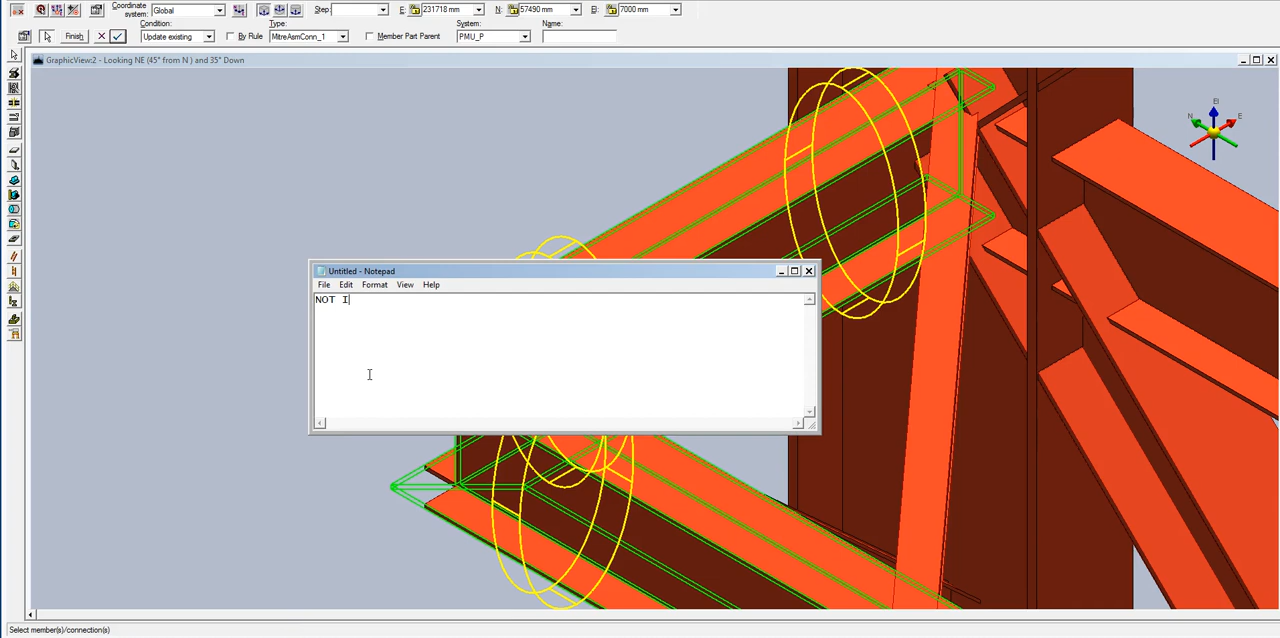 Coordinate system: Global Step: E: 231718 mm N: 57490 mm El: 7000 mm
Condition: Type: System: Name:
Finish Update existing By Rule MitreAsmConn_1 Member Part Parent PMU_P
GraphicView:2 - Looking NE (45° from N ) and 35° Down
N E
Untitled - Notepad
File Edit Format View Help
NOT I
Select member(s)/connection(s)